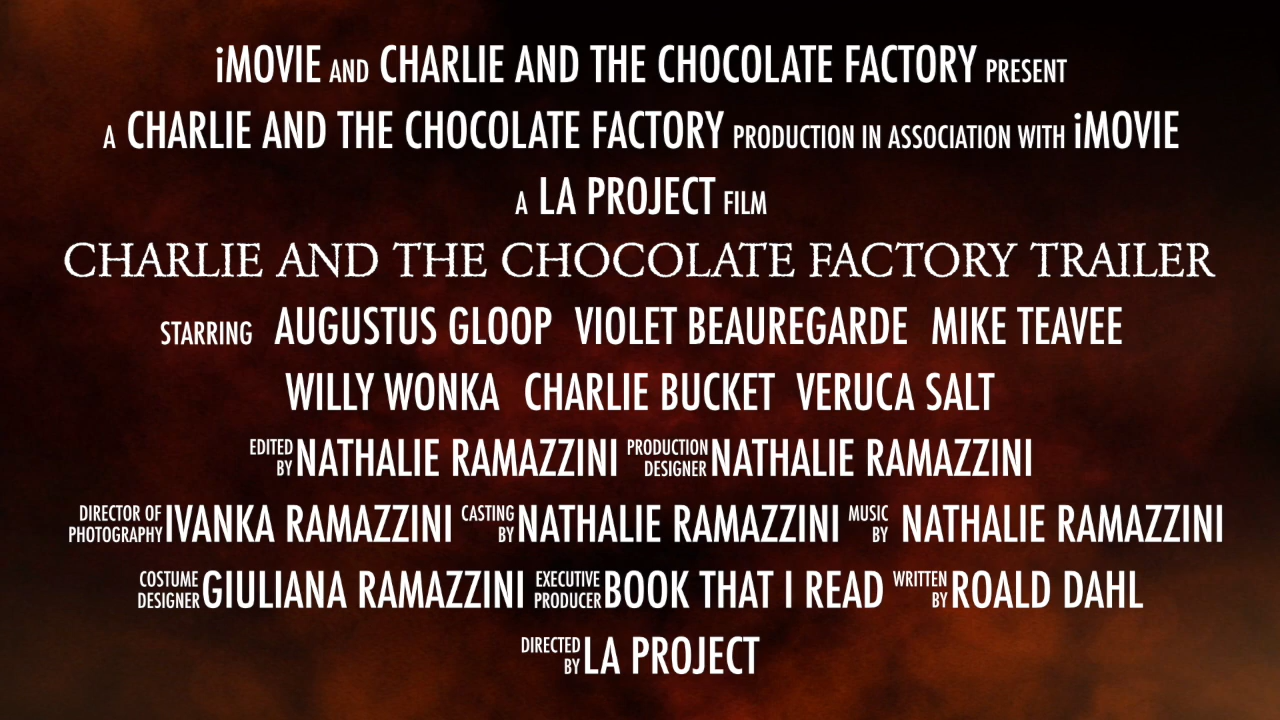 iMOVIE AND CHARLIE AND THE CHOCOLATE FACTORY PRESENT
A CHARLIE AND THE CHOCOLATE FACTORY PRODUCTION IN ASSOCIATION WITH iMOVIE
A LA PROJECT FILM
CHARLIE AND THE CHOCOLATE FACTORY TRAILER
STARRING AUGUSTUS GLOOP VIOLET BEAUREGARDE MIKE TEAVEE
WILLY WONKA CHARLIE BUCKET VERUCA SALT
EDITED BY NATHALIE RAMAZZINI PRODUCTION DESIGNER NATHALIE RAMAZZINI
DIRECTOR OF PHOTOGRAPHY IVANKA RAMAZZINI CASTING BY NATHALIE RAMAZZINI MUSIC BY NATHALIE RAMAZZINI
COSTUME DESIGNER GIULIANA RAMAZZINI EXECUTIVE PRODUCER BOOK THAT I READ WRITTEN BY ROALD DAHL
DIRECTED BY LA PROJECT